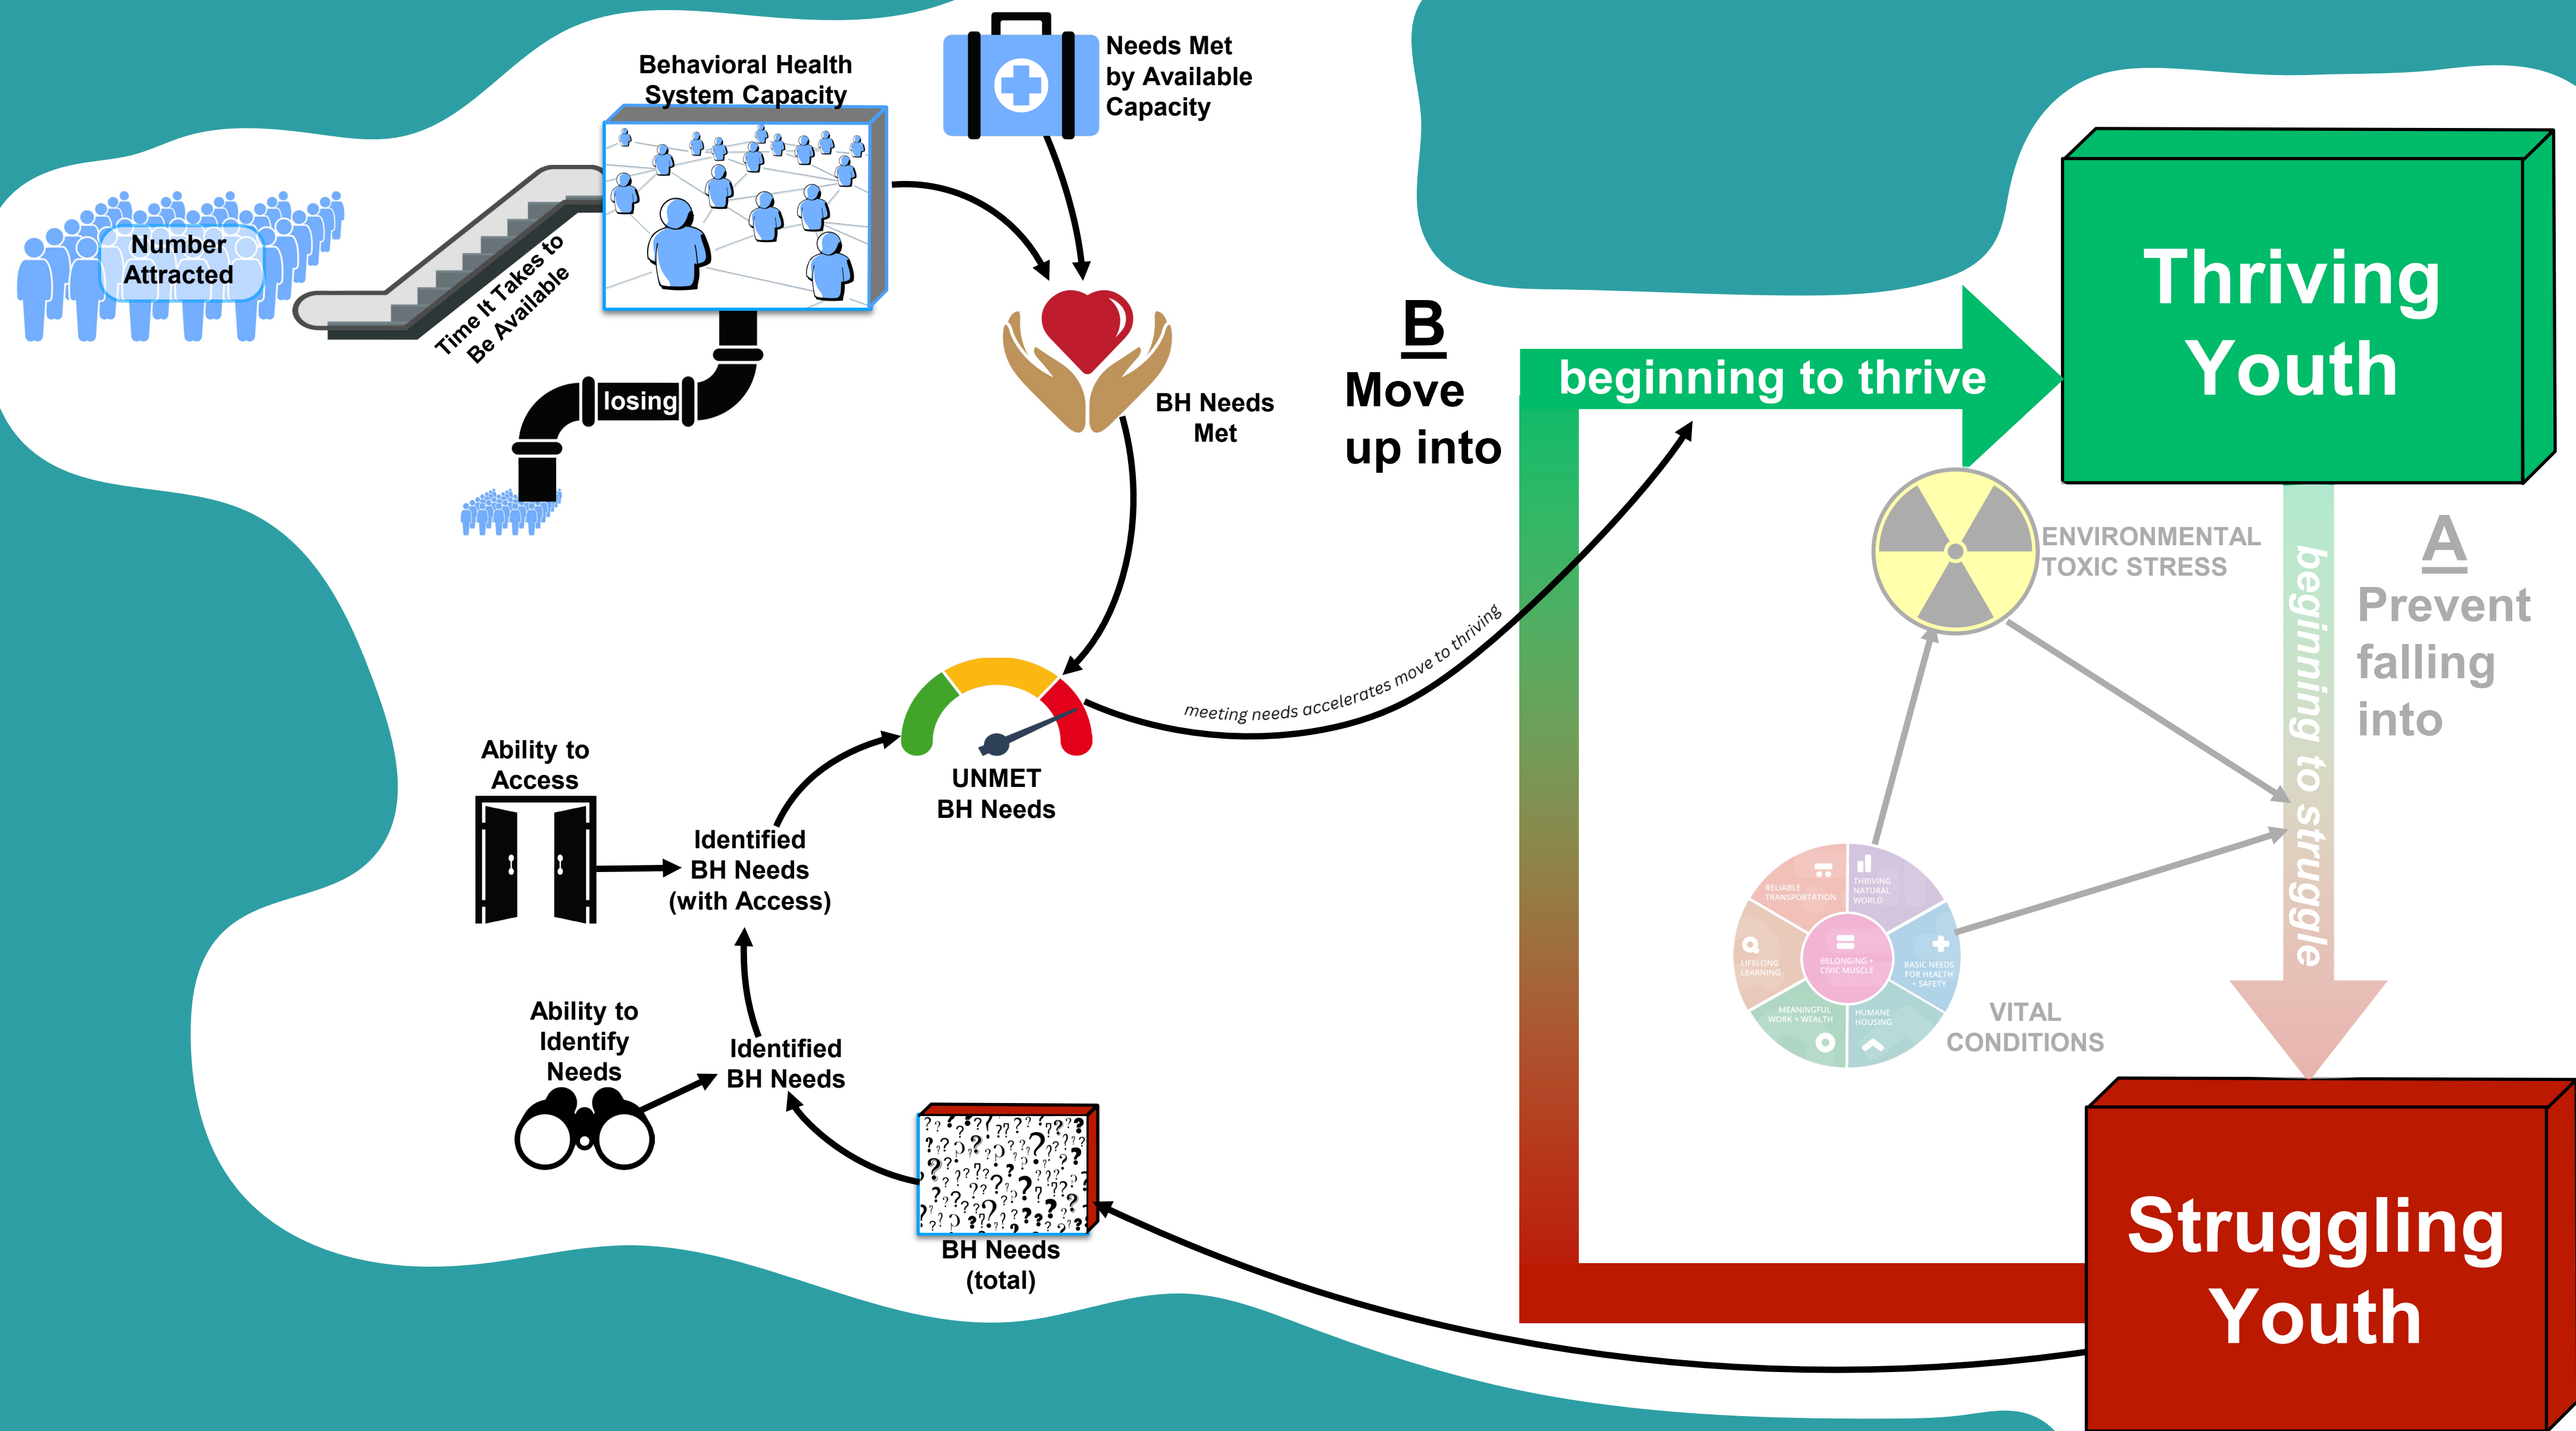 Behavioral Health
System Capacity
Needs Met
by Available
Capacity
Number
Attracted
Time It Takes to
Be Available
losing
BH Needs
Met
B
Move
up into
beginning to thrive
Thriving
Youth
ENVIRONMENTAL
TOXIC STRESS
A
Prevent
falling
into
beginning to struggle
meeting needs accelerates move to thriving
UNMET
BH Needs
Ability to
Access
Identified
BH Needs
(with Access)
Ability to
Identify
Needs
Identified
BH Needs
BH Needs
(total)
RELIABLE
TRANSPORTATION
THRIVING
NATURAL
WORLD
LIFELONG
LEARNING
BELONGING +
CIVIC MUSCLE
BASIC NEEDS
FOR HEALTH
+ SAFETY
MEANINGFUL
WORK + WEALTH
HUMANE
HOUSING
VITAL
CONDITIONS
Struggling
Youth